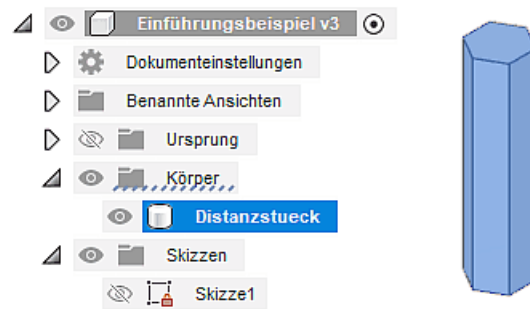 Einführungsbeispiel v3
Dokumenteinstellungen
Benannte Ansichten
Ursprung
Körper
Distanzstueck
Skizzen
Skizze1